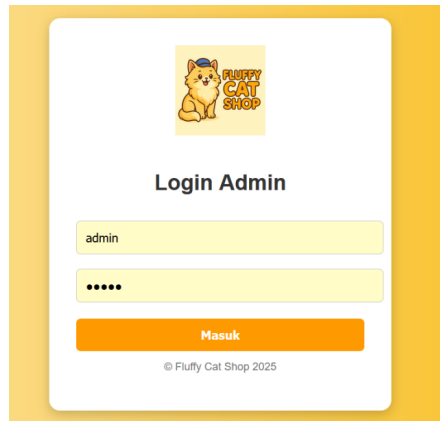 FLUFFY
CAT
SHOP
Login Admin
admin
•••••
Masuk
© Fluffy Cat Shop 2025